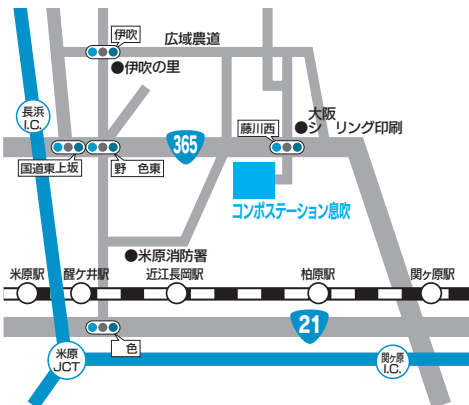 伊吹
広域農道
●伊吹の里
長浜
I.C.
大阪
●シ　リング印刷
藤川西
365
国道東上坂
野　色東
コンポステーション息吹
●米原消防署
米原駅
醒ケ井駅
近江長岡駅
柏原駅
関ヶ原駅
21
色
米原
JCT
関ヶ原
I.C.